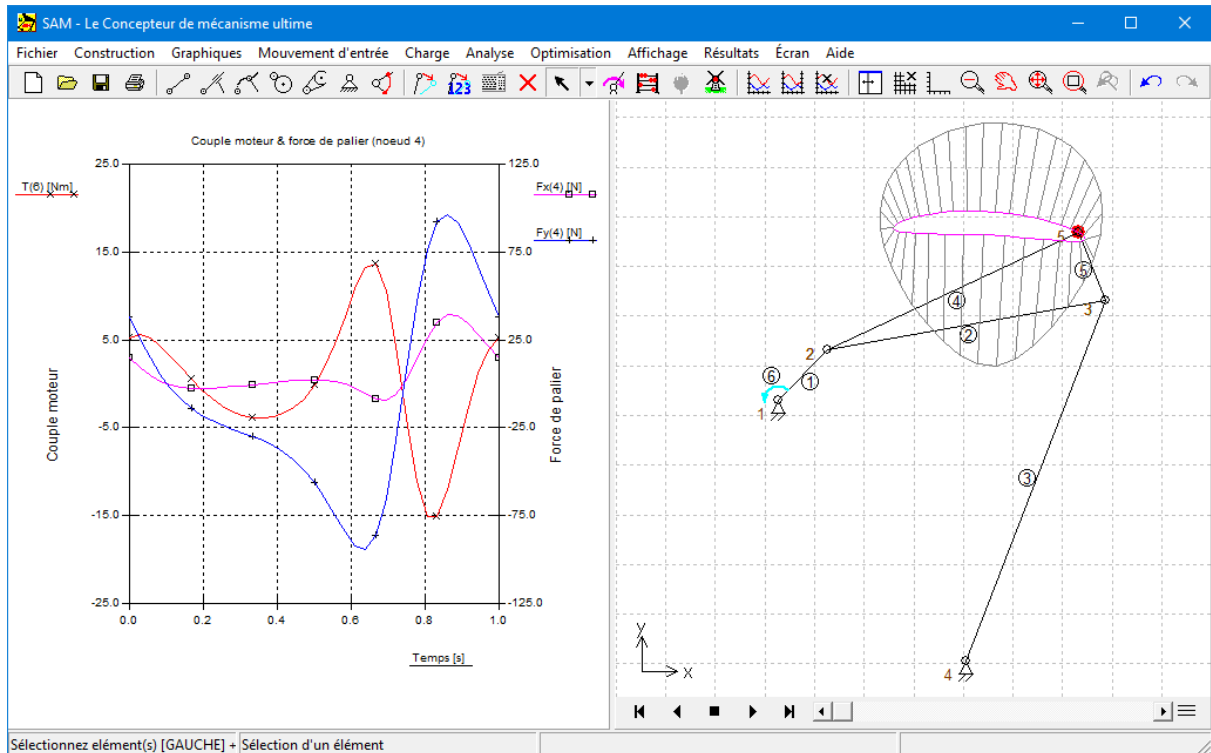 SAM - Le Concepteur de mécanisme ultime
Fichier Construction Graphiques Mouvement d'entrée Charge Analyse Optimisation Affichage Résultats Écran Aide
123
Couple moteur & force de palier (noeud 4)
25.0
15.0
5.0
-5.0
-15.0
-25.0
T(6) [Nm]
Couple moteur
125.0
75.0
25.0
-25.0
-75.0
-125.0
Fx(4) [N]
Fy(4) [N]
Force de palier
0.0 0.2 0.4 0.6 0.8 1.0
Temps [s]
5
5
4
3
2
2
6
1
1
3
4
y
x
Sélectionnez elément(s) [GAUCHE] + Sélection d'un élément